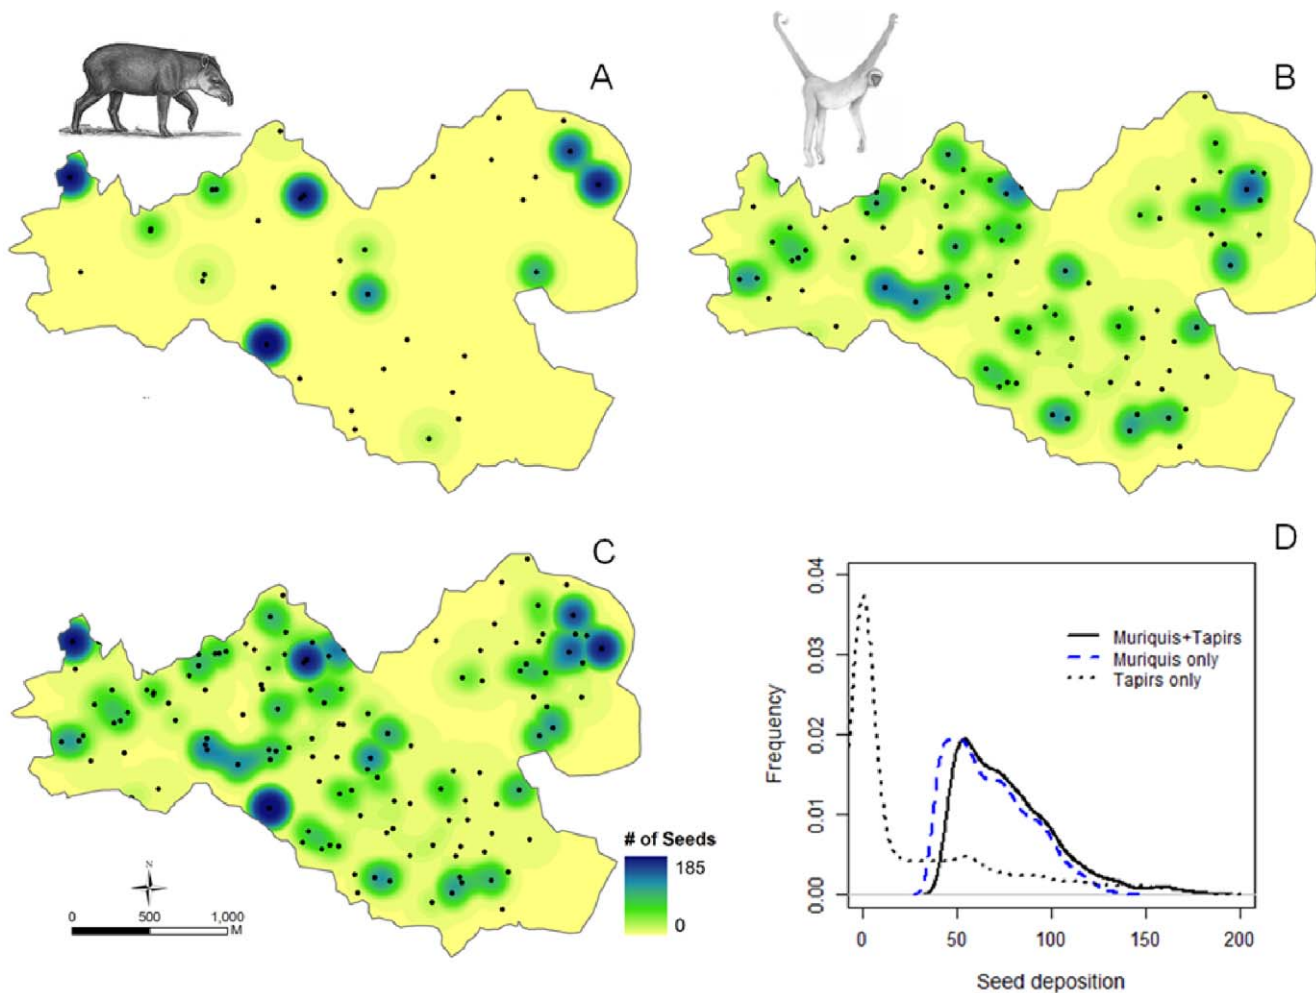 A
B
C
N
0 500 1,000
M
# of Seeds
185
0
D
0.04
0.03
0.02
0.01
0.00
Frequency
Muriquis+Tapirs
Muriquis only
Tapirs only
0 50 100 150 200
Seed deposition